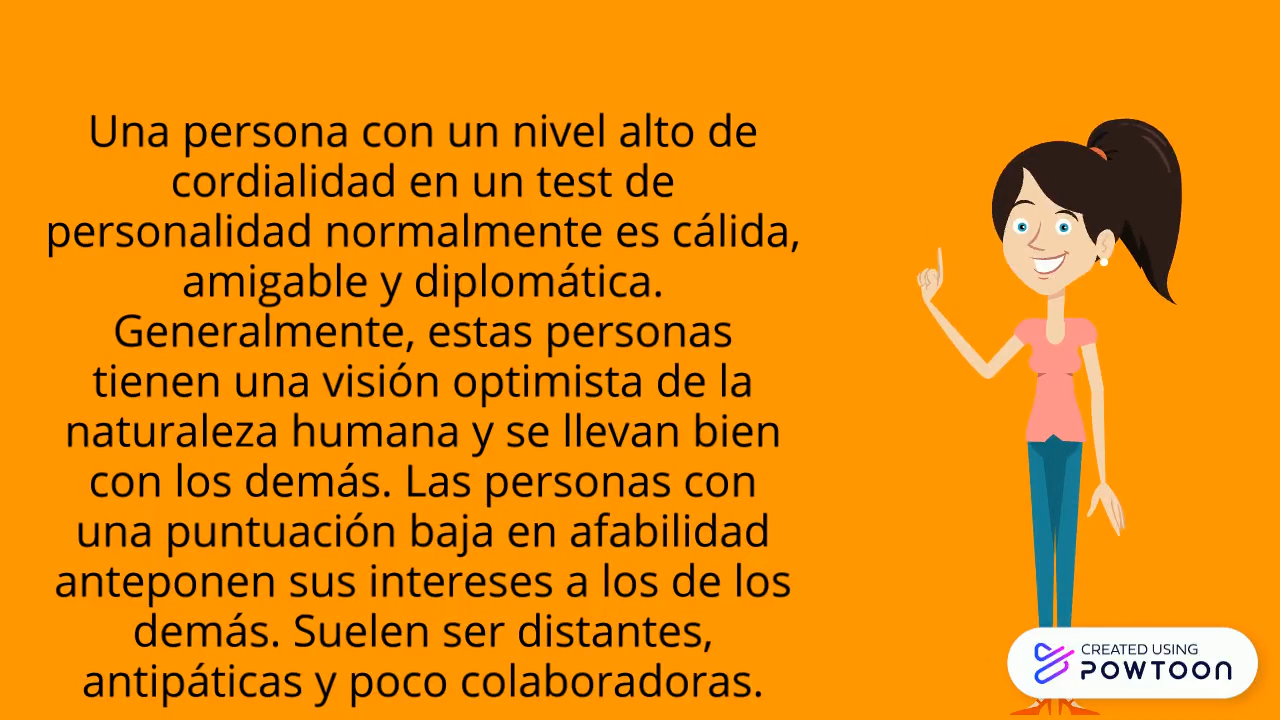 Una persona con un nivel alto de
cordialidad en un test de
personalidad normalmente es cálida,
amigable y diplomática.
Generalmente, estas personas
tienen una visión optimista de la
naturaleza humana y se llevan bien
con los demás. Las personas con
una puntuación baja en afabilidad
anteponen sus intereses a los de los
demás. Suelen ser distantes,
antipáticas y poco colaboradoras.
CREATED USING
POWTOON